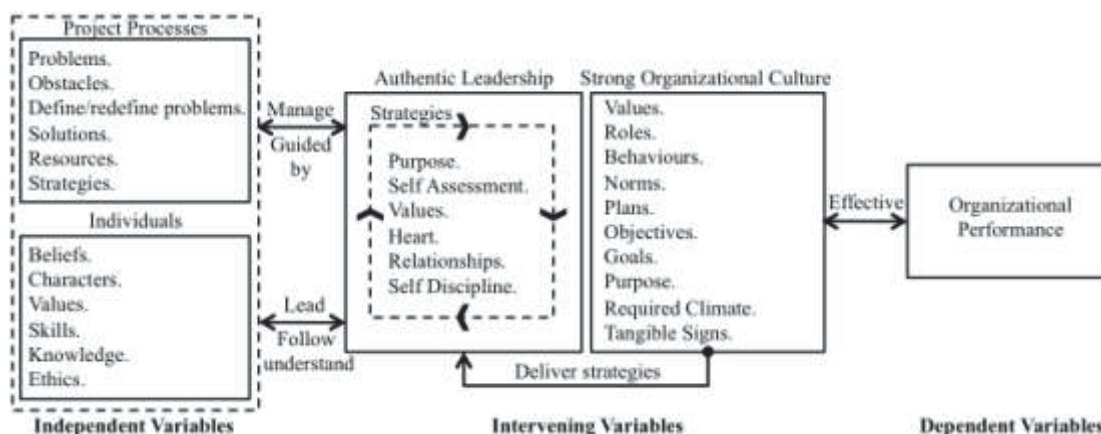 Project Processes
Problems.
Obstacles.
Define/redefine problems.
Solutions.
Resources.
Strategies.
Individuals
Beliefs.
Characters.
Values.
Skills.
Knowledge.
Ethics.
Independent Variables
Manage
Guided
by
Lead
Follow
understand
Authentic Leadership
Strategies
Purpose.
Self Assessment.
Values.
Heart.
Relationships.
Self Discipline.
Strong Organizational Culture
Values.
Roles.
Behaviours.
Norms.
Plans.
Objectives.
Goals.
Purpose.
Required Climate.
Tangible Signs.
Deliver strategies
Intervening Variables
Effective
Organizational
Performance
Dependent Variables